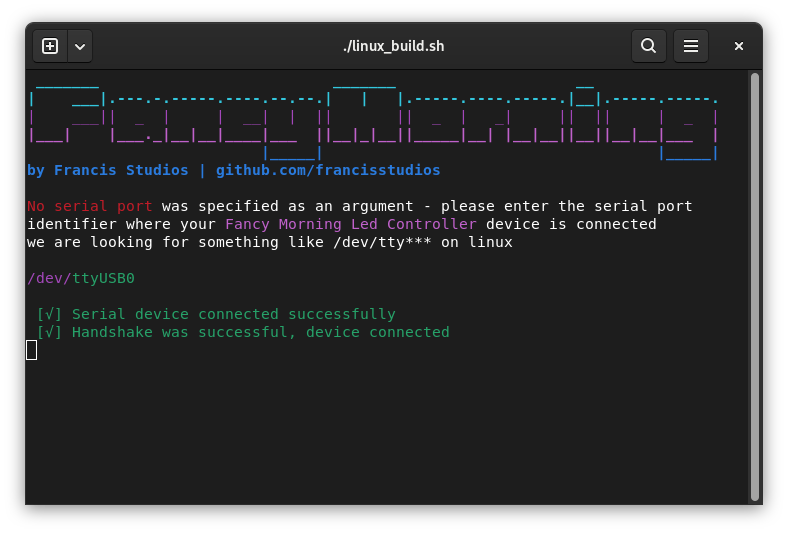 ./linux_build.sh
FancyMorning
by Francis Studios | github.com/francisstudios
No serial port was specified as an argument - please enter the serial port
identifier where your Fancy Morning Led Controller device is connected
we are looking for something like /dev/tty*** on linux
/dev/ttyUSB0
[√] Serial device connected successfully
[√] Handshake was successful, device connected